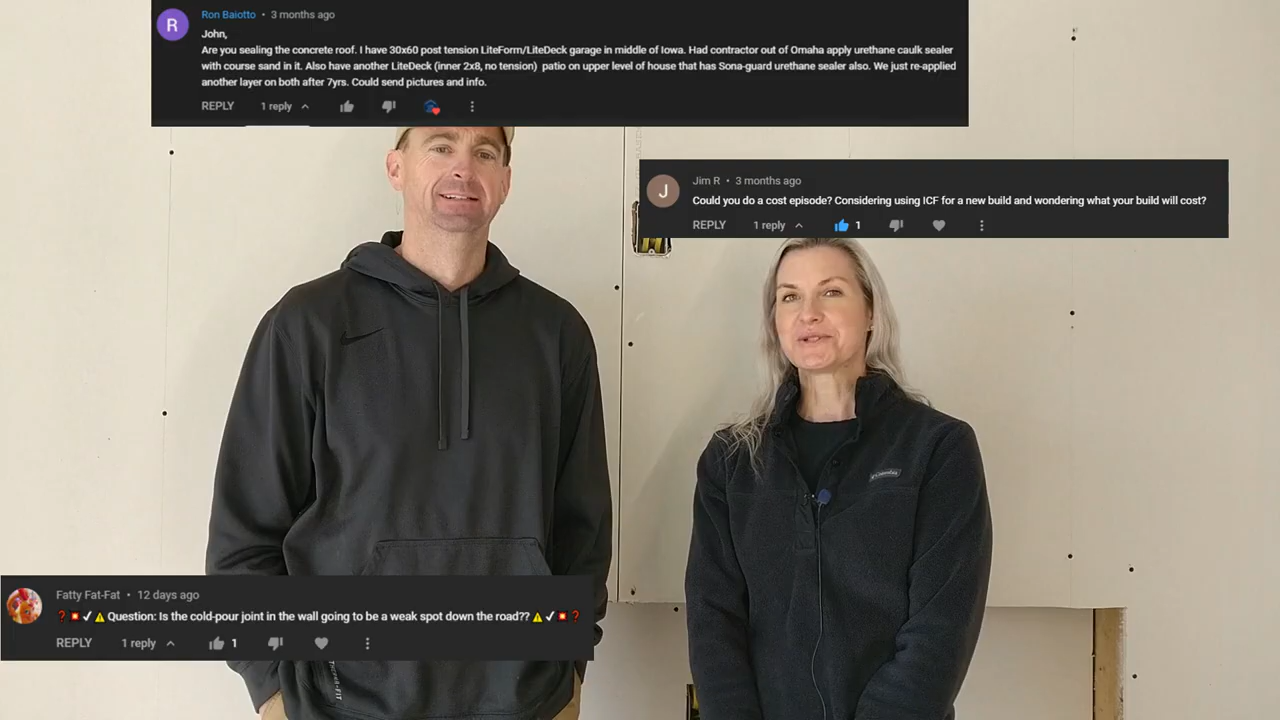 Ron Baiotto • 3 months ago
R
John,
Are you sealing the concrete roof. I have 30x60 post tension LiteForm/LiteDeck garage in middle of Iowa. Had contractor out of Omaha apply urethane caulk sealer
with course sand in it. Also have another LiteDeck (inner 2x8, no tension) patio on upper level of house that has Sona-guard urethane sealer also. We just re-applied
another layer on both after 7yrs. Could send pictures and info.
REPLY 1 reply
J
Jim R • 3 months ago
Could you do a cost episode? Considering using ICF for a new build and wondering what your build will cost?
REPLY 1 reply 1
Columbia
Fatty Fat-Fat • 12 days ago
❓💥✔⚠ Question: Is the cold-pour joint in the wall going to be a weak spot down the road?? ⚠✔💥❓
REPLY 1 reply 1
THERMA-FIT